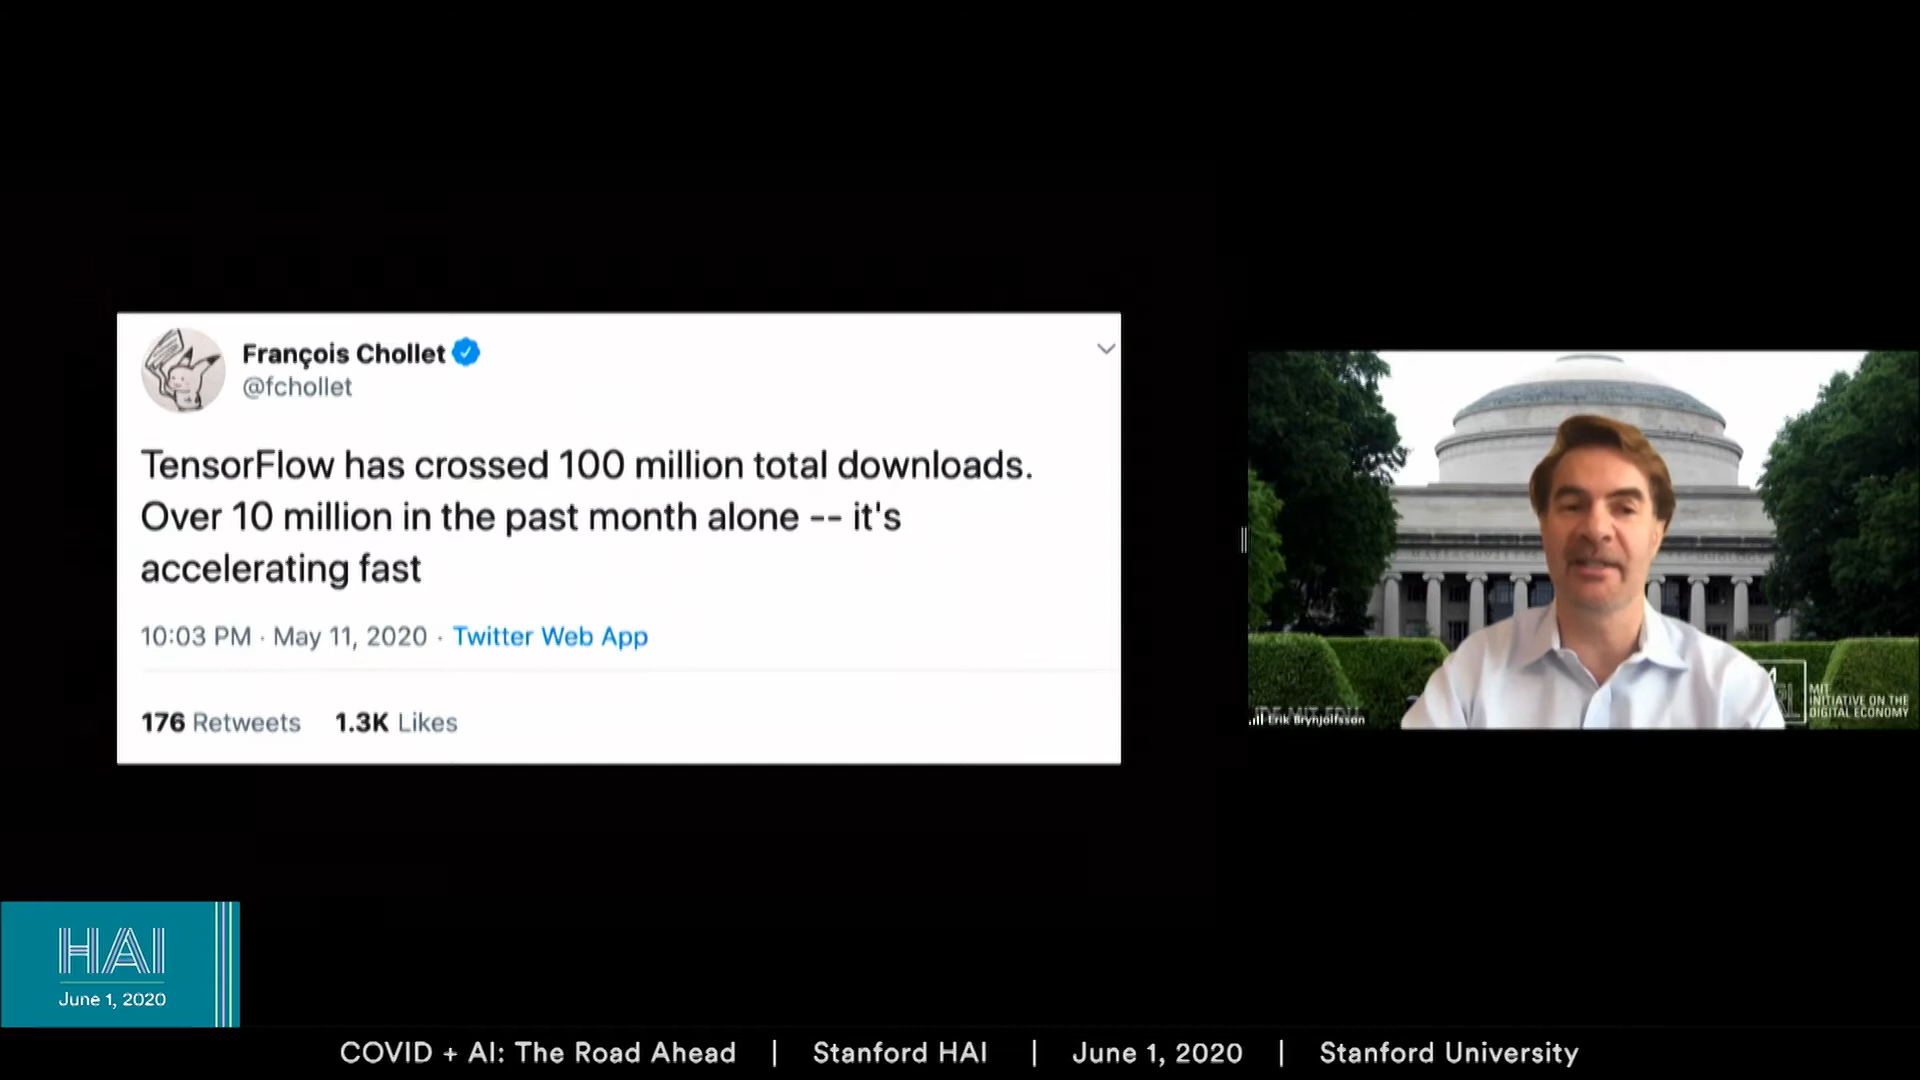 François Chollet
@fchollet
TensorFlow has crossed 100 million total downloads.
Over 10 million in the past month alone -- it's
accelerating fast
10:03 PM · May 11, 2020 · Twitter Web App
176 Retweets 1.3K Likes
Erik Brynjolfsson
MIT
INITIATIVE ON THE
DIGITAL ECONOMY
HAI
June 1, 2020
COVID + AI: The Road Ahead | Stanford HAI | June 1, 2020 | Stanford University